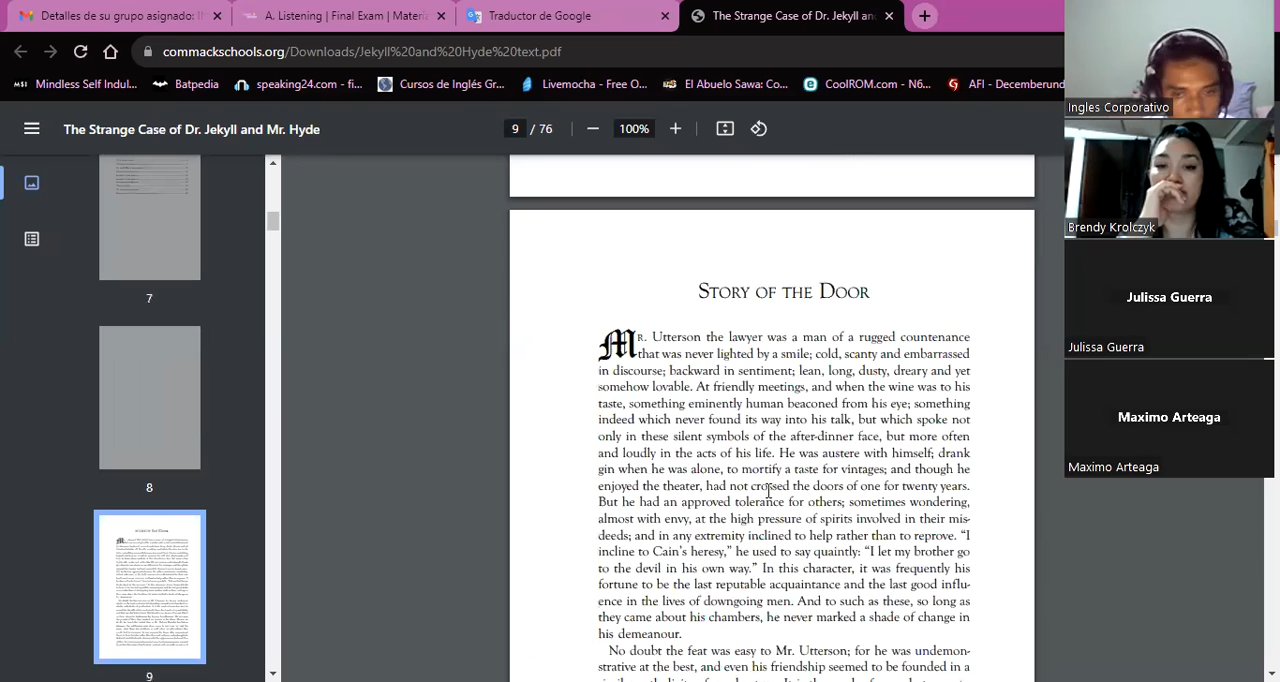 Detalles de su grupo asignado: I
A. Listening | Final Exam | Materia
Traductor de Google
The Strange Case of Dr. Jekyll and
commackschools.org/Downloads/Jekyll%20and%20Hyde%20text.pdf
Mindless Self Indul...
Batpedia
speaking24.com - fi...
Cursos de Inglés Gr...
Livemocha - Free O...
El Abuelo Sawa: Co...
CoolROM.com - N6...
AFI - Decemberund
The Strange Case of Dr. Jekyll and Mr. Hyde
9 / 76
100%
7
8
9
STORY OF THE DOOR
MR. Utterson the lawyer was a man of a rugged countenance
that was never lighted by a smile; cold, scanty and embarrassed
in discourse; backward in sentiment; lean, long, dusty, dreary and yet
somehow lovable. At friendly meetings, and when the wine was to his
taste, something eminently human beaconed from his eye; something
indeed which never found its way into his talk, but which spoke not
only in these silent symbols of the after-dinner face, but more often
and loudly in the acts of his life. He was austere with himself; drank
gin when he was alone, to mortify a taste for vintages; and though he
enjoyed the theater, had not crossed the doors of one for twenty years.
But he had an approved tolerance for others; sometimes wondering,
almost with envy, at the high pressure of spirits involved in their mis-
deeds; and in any extremity inclined to help rather than to reprove. “I
incline to Cain’s heresy,” he used to say quaintly: “I let my brother go
to the devil in his own way.” In this character, it was frequently his
fortune to be the last reputable acquaintance and the last good influ-
ence in the lives of downgoing men. And to such as these, so long as
they came about his chambers, he never marked a shade of change in
his demeanour.
No doubt the feat was easy to Mr. Utterson; for he was undemon-
strative at the best, and even his friendship seemed to be founded in a
Ingles Corporativo
Brendy Krolczyk
Julissa Guerra
Julissa Guerra
Maximo Arteaga
Maximo Arteaga